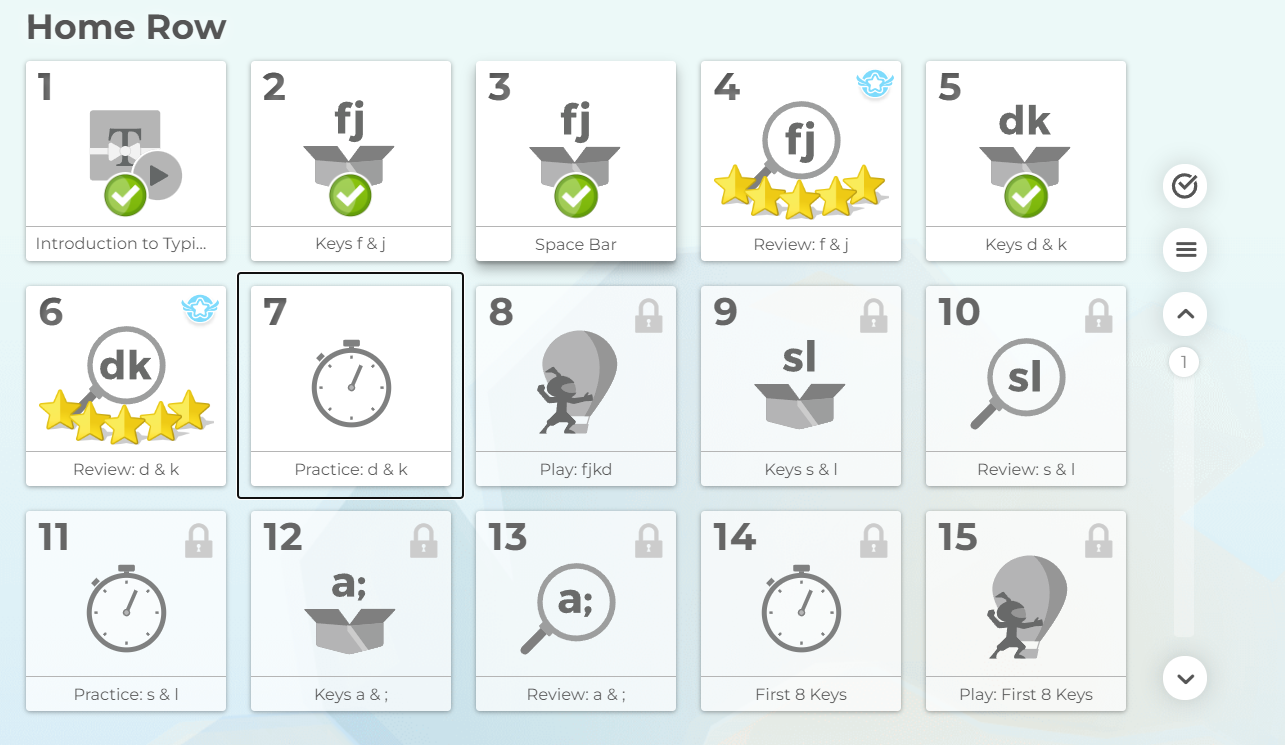 Home Row
1
T
Introduction to Typi...
2
fj
Keys f & j
3
fj
Space Bar
4
fj
Review: f & j
5
dk
Keys d & k
6
dk
Review: d & k
7
Practice: d & k
8
Play: fjkd
9
sl
Keys s & l
10
sl
Review: s & l
11
Practice: s & l
12
a;
Keys a & ;
13
a;
Review: a & ;
14
First 8 Keys
15
Play: First 8 Keys
1